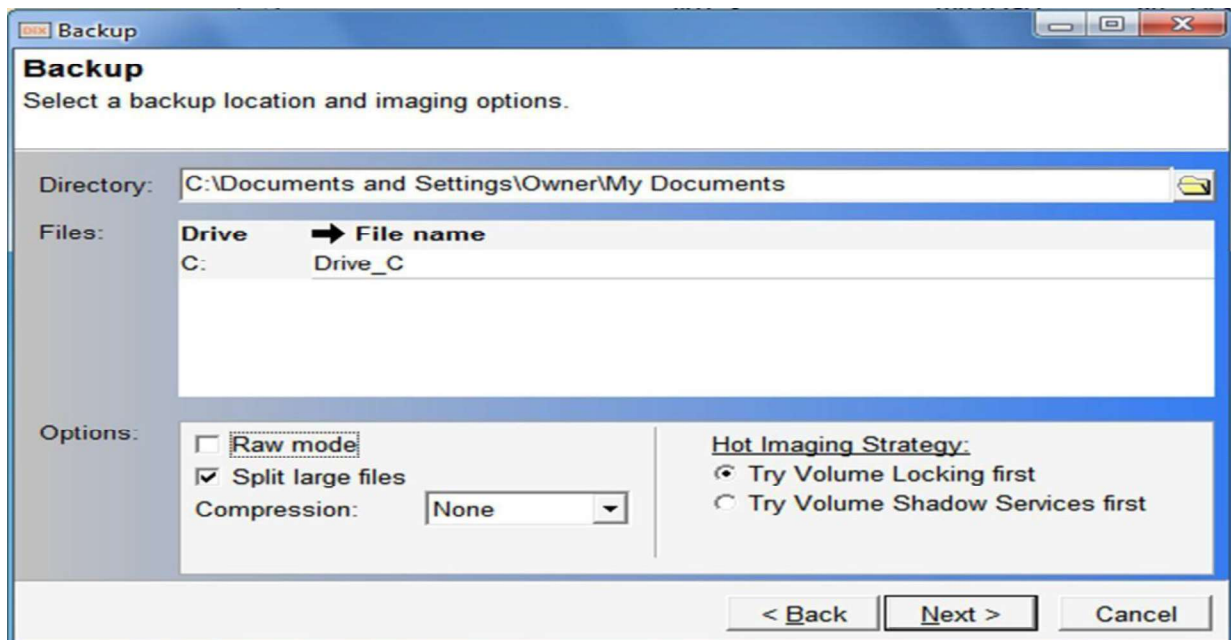 DIX Backup
Backup
Select a backup location and imaging options.
Directory: C:\Documents and Settings\Owner\My Documents
Files: Drive File name
C: Drive_C
Options:
Raw mode
Split large files
Compression: None
Hot Imaging Strategy:
Try Volume Locking first
Try Volume Shadow Services first
< Back Next > Cancel